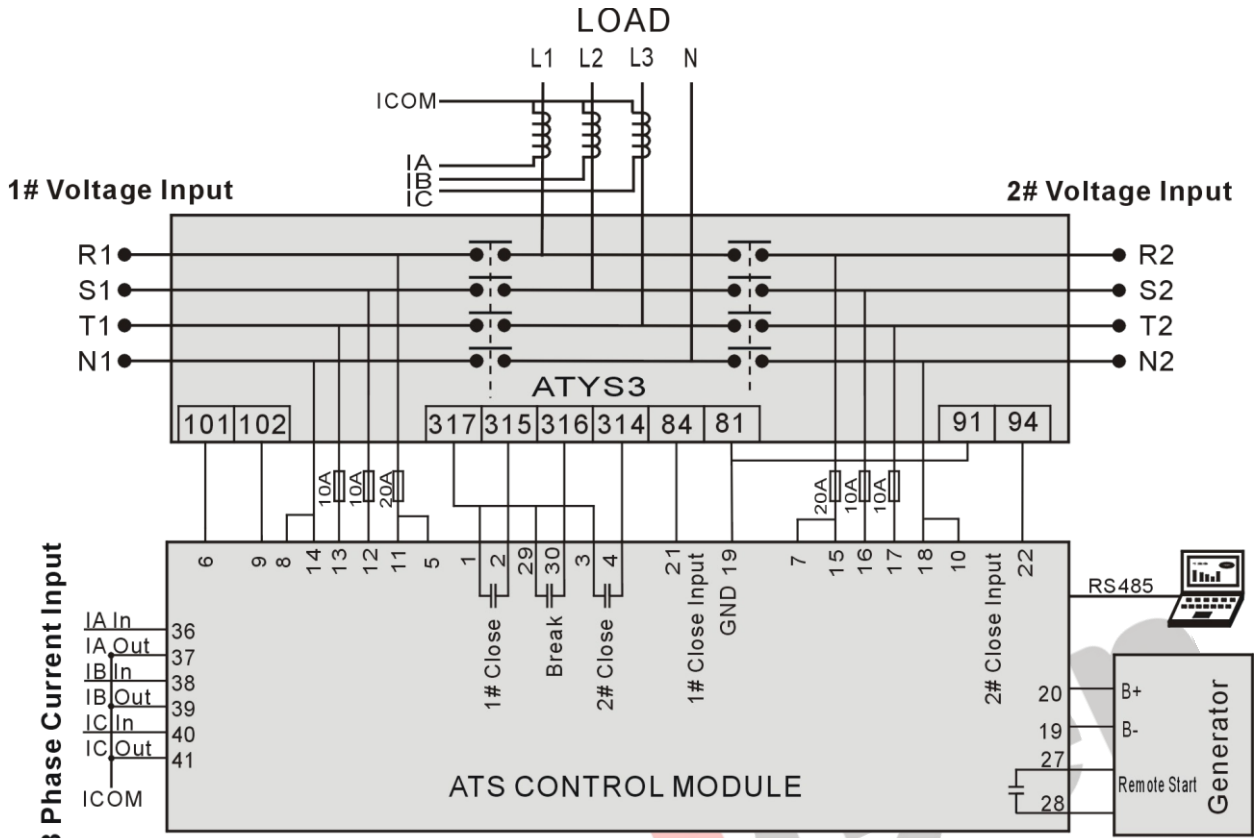 LOAD
L1 L2 L3 N
ICOM
IA
IB
IC
1# Voltage Input
2# Voltage Input
R1
S1
T1
N1
R2
S2
T2
N2
ATYS3
101 102 317 315 316 314 84 81 91 94
10A 10A 20A 20A 10A 10A
6 9 8 14 13 12 11 5 1 2 29 30 3 4 21 19 7 15 16 17 18 10 22
1# Close
Break
2# Close
1# Close Input
GND
2# Close Input
RS485
3 Phase Current Input
IA In 36
IA Out 37
IB In 38
IB Out 39
IC In 40
IC Out 41
ICOM
ATS CONTROL MODULE
20 B+
19 B-
27
Remote Start
28
Generator